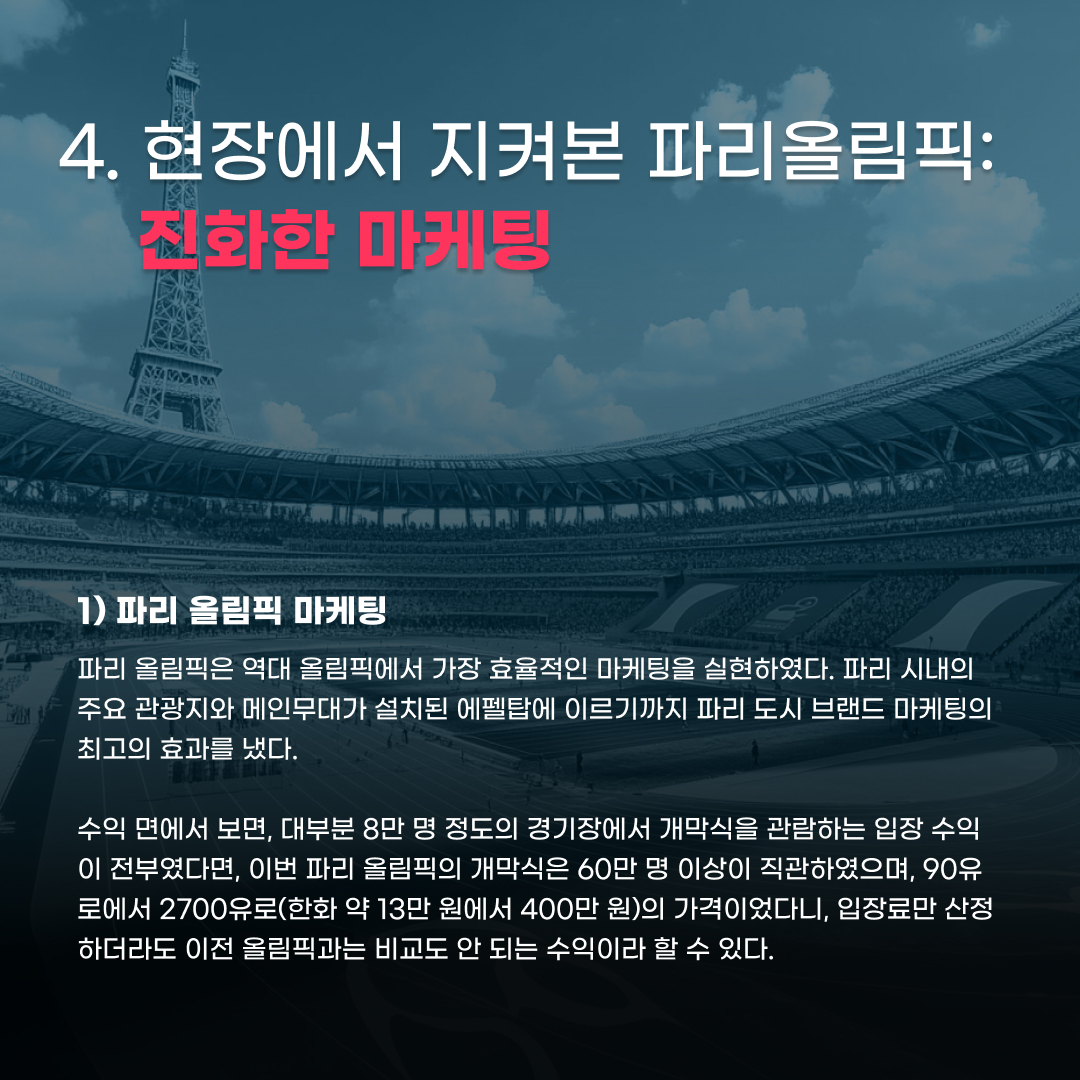 4. 현장에서 지켜본 파리올림픽:
진화한 마케팅
1) 파리 올림픽 마케팅
파리 올림픽은 역대 올림픽에서 가장 효율적인 마케팅을 실현하였다. 파리 시내의
주요 관광지와 메인무대가 설치된 에펠탑에 이르기까지 파리 도시 브랜드 마케팅의
최고의 효과를 냈다.
수익 면에서 보면, 대부분 8만 명 정도의 경기장에서 개막식을 관람하는 입장 수익
이 전부였다면, 이번 파리 올림픽의 개막식은 60만 명 이상이 직관하였으며, 90유
로에서 2700유로(한화 약 13만 원에서 400만 원)의 가격이었다니, 입장료만 산정
하더라도 이전 올림픽과는 비교도 안 되는 수익이라 할 수 있다.